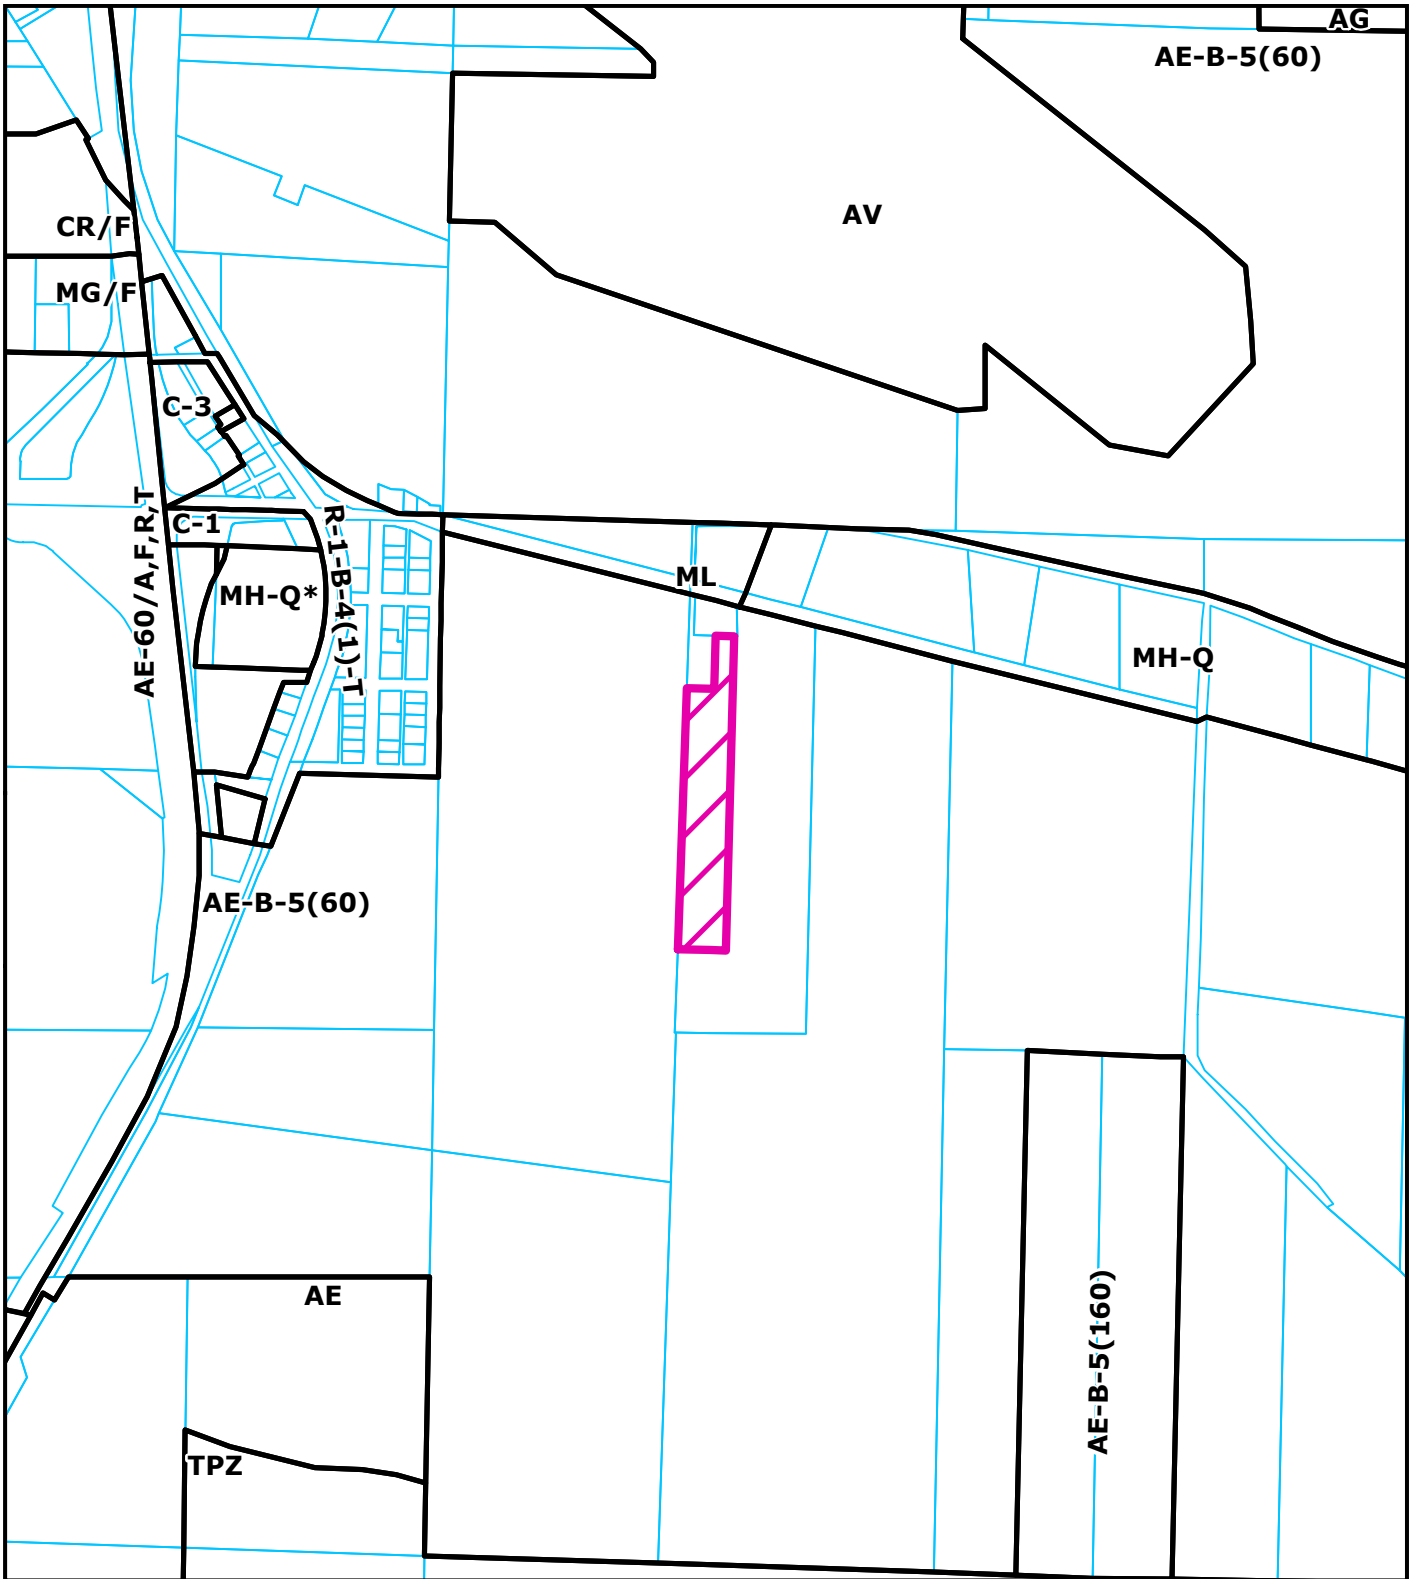 AG
AE-B-5(60)
AV
CR/F
MG/F
C-3
C-1
AE-60/A,F,R,T
R-1-B-4(1)-T
MH-Q*
ML
MH-Q
AE-B-5(60)
AE
AE-B-5(160)
TPZ